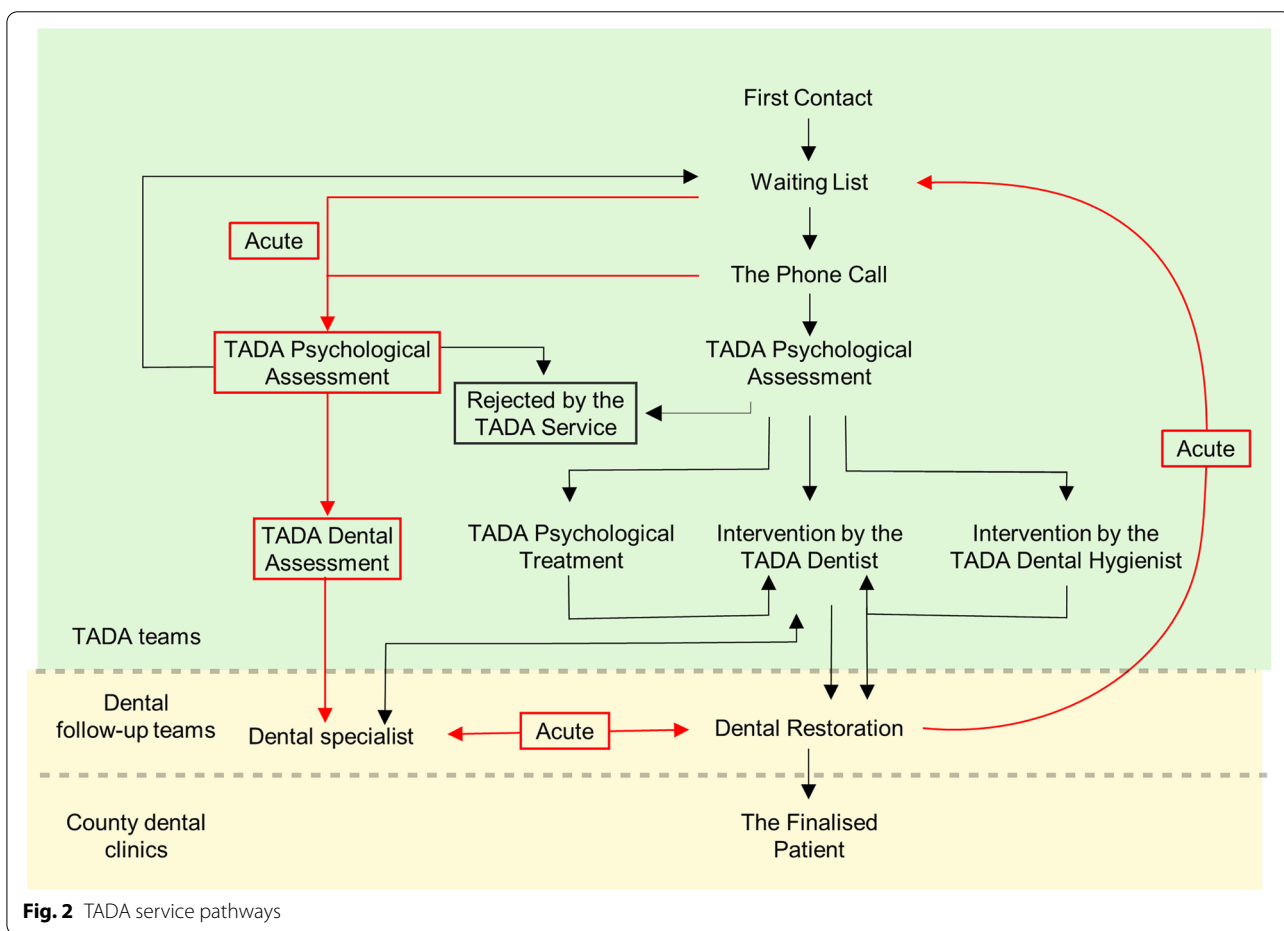 First Contact
Waiting List
Acute
The Phone Call
TADA Psychological
Assessment
TADA Psychological
Assessment
Rejected by the
TADA Service
Acute
TADA Dental
Assessment
TADA Psychological
Treatment
Intervention by the
TADA Dentist
Intervention by the
TADA Dental Hygienist
TADA teams
Dental
follow-up teams
Dental specialist
Acute
Dental Restoration
County dental
clinics
The Finalised
Patient
Fig. 2 TADA service pathways